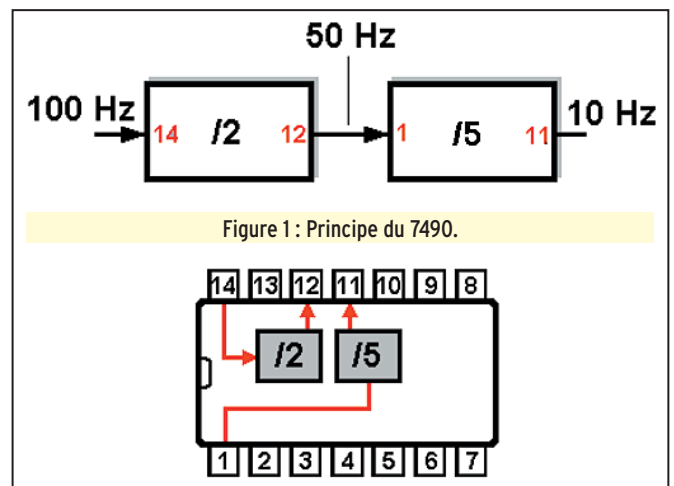 50 Hz
100 Hz 14 /2 12 1 /5 11 10 Hz
Figure 1 : Principe du 7490.
14 13 12 11 10 9 8
/2 /5
1 2 3 4 5 6 7